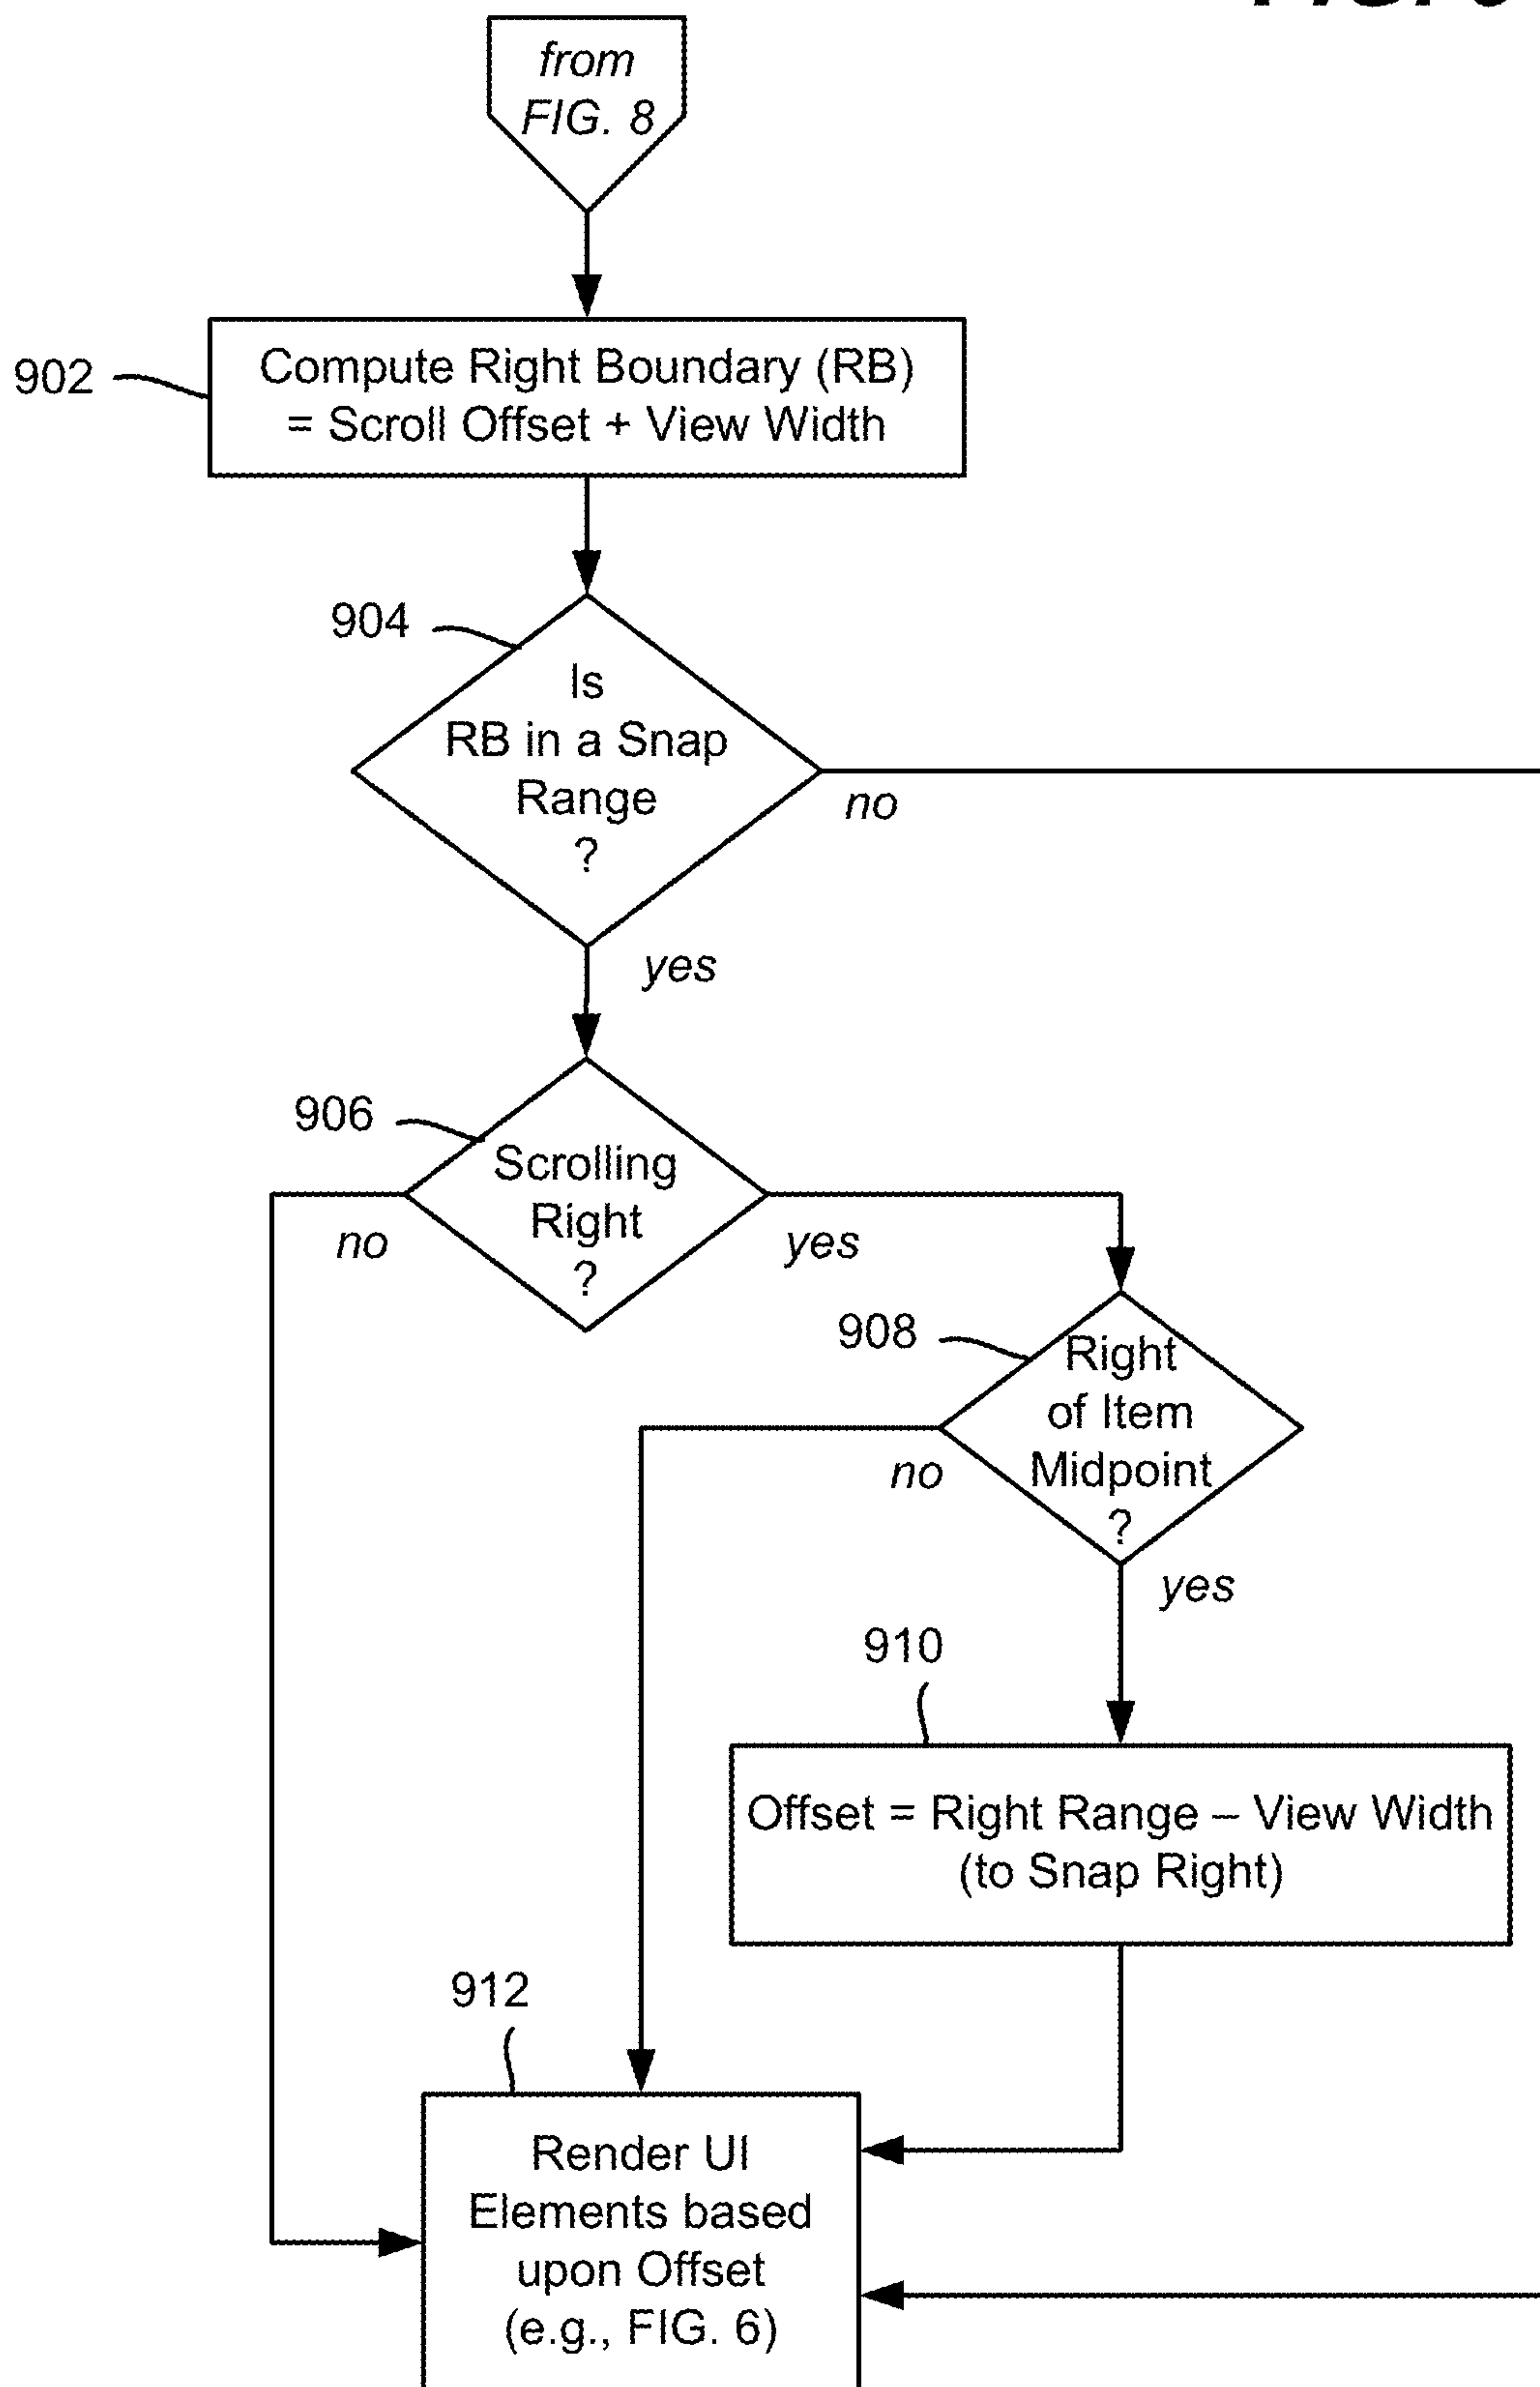 from
FIG. 8
902
Compute Right Boundary (RB)
= Scroll Offset + View Width
904
Is
RB in a Snap
Range
?
no
yes
906
Scrolling
Right
?
no
yes
908
Right
of Item
Midpoint
?
no
yes
910
Offset = Right Range – View Width
(to Snap Right)
912
Render UI
Elements based
upon Offset
(e.g., FIG. 6)